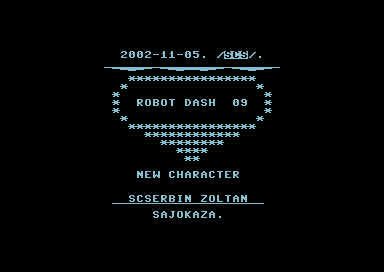 2002-11-05. /SCS/.
****************
*                *
*                  *
* ROBOT DASH  09 *
*                  *
*                *
****************
************
********
****
**
NEW CHARACTER
SCSERBIN ZOLTAN
SAJOKAZA.